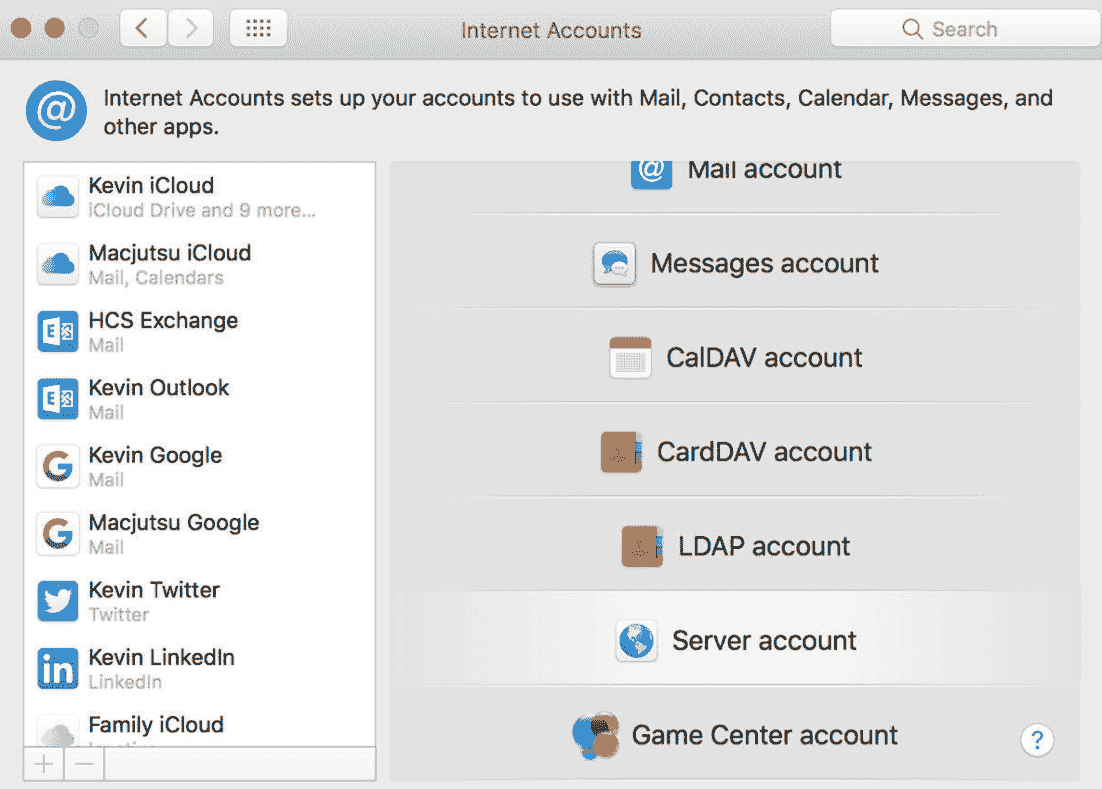 Internet Accounts
Search
Internet Accounts sets up your accounts to use with Mail, Contacts, Calendar, Messages, and
other apps.
Kevin iCloud
iCloud Drive and 9 more...
Macjutsu iCloud
Mail, Calendars
HCS Exchange
Mail
Kevin Outlook
Mail
Kevin Google
Mail
Macjutsu Google
Mail
Kevin Twitter
Twitter
Kevin LinkedIn
LinkedIn
Family iCloud
Mail account
Messages account
CalDAV account
CardDAV account
LDAP account
Server account
Game Center account
?